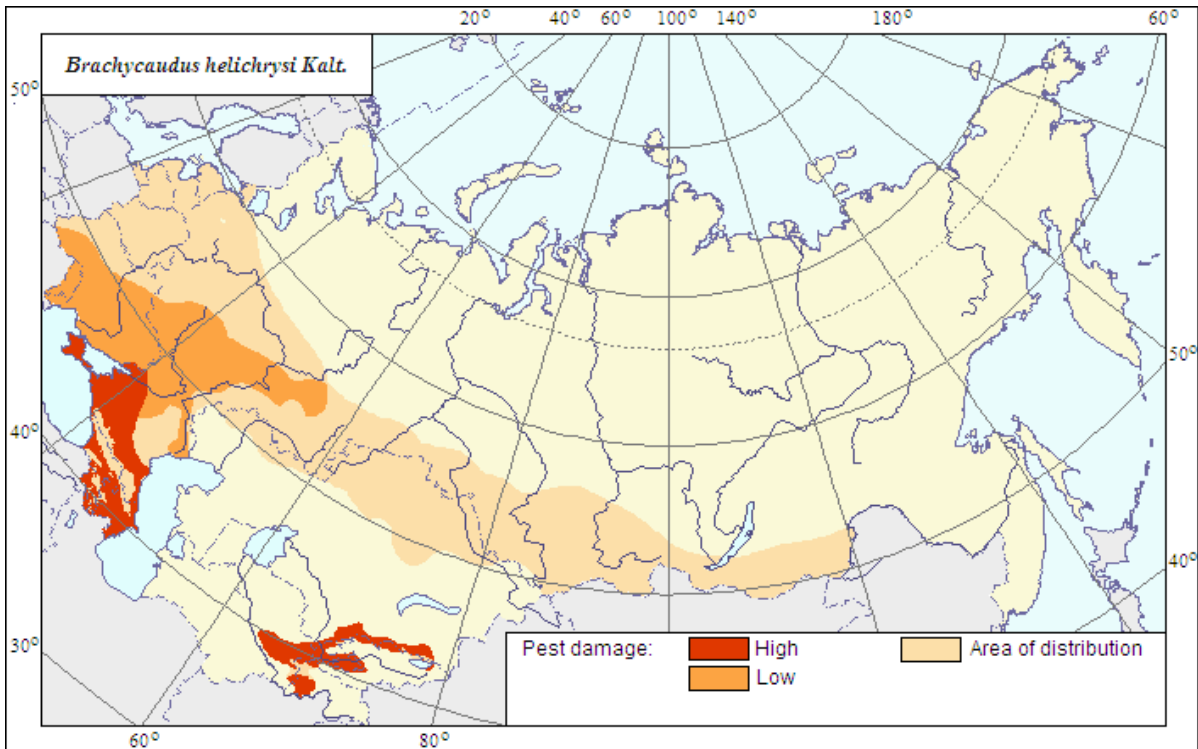 20° 40° 60° 100° 140° 180° 60°
Brachycaudus helichrysi Kalt.
50°
50°
40°
40°
30°
Pest damage: High Area of distribution
Low
60° 80°